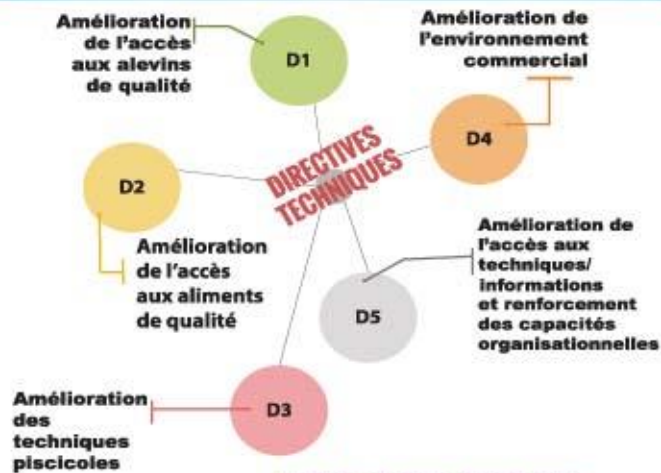 Amélioration
de l'accès
aux alevins
de qualité
D1
Amélioration de
l'environnement
commercial
D4
DIRECTIVES
TECHNIQUES
D2
Amélioration
de l'accès
aux aliments
de qualité
Amélioration de
l'accès aux
techniques/
informations
et renforcement
des capacités
organisationnelles
D5
Amélioration
des
techniques
piscicoles
D3